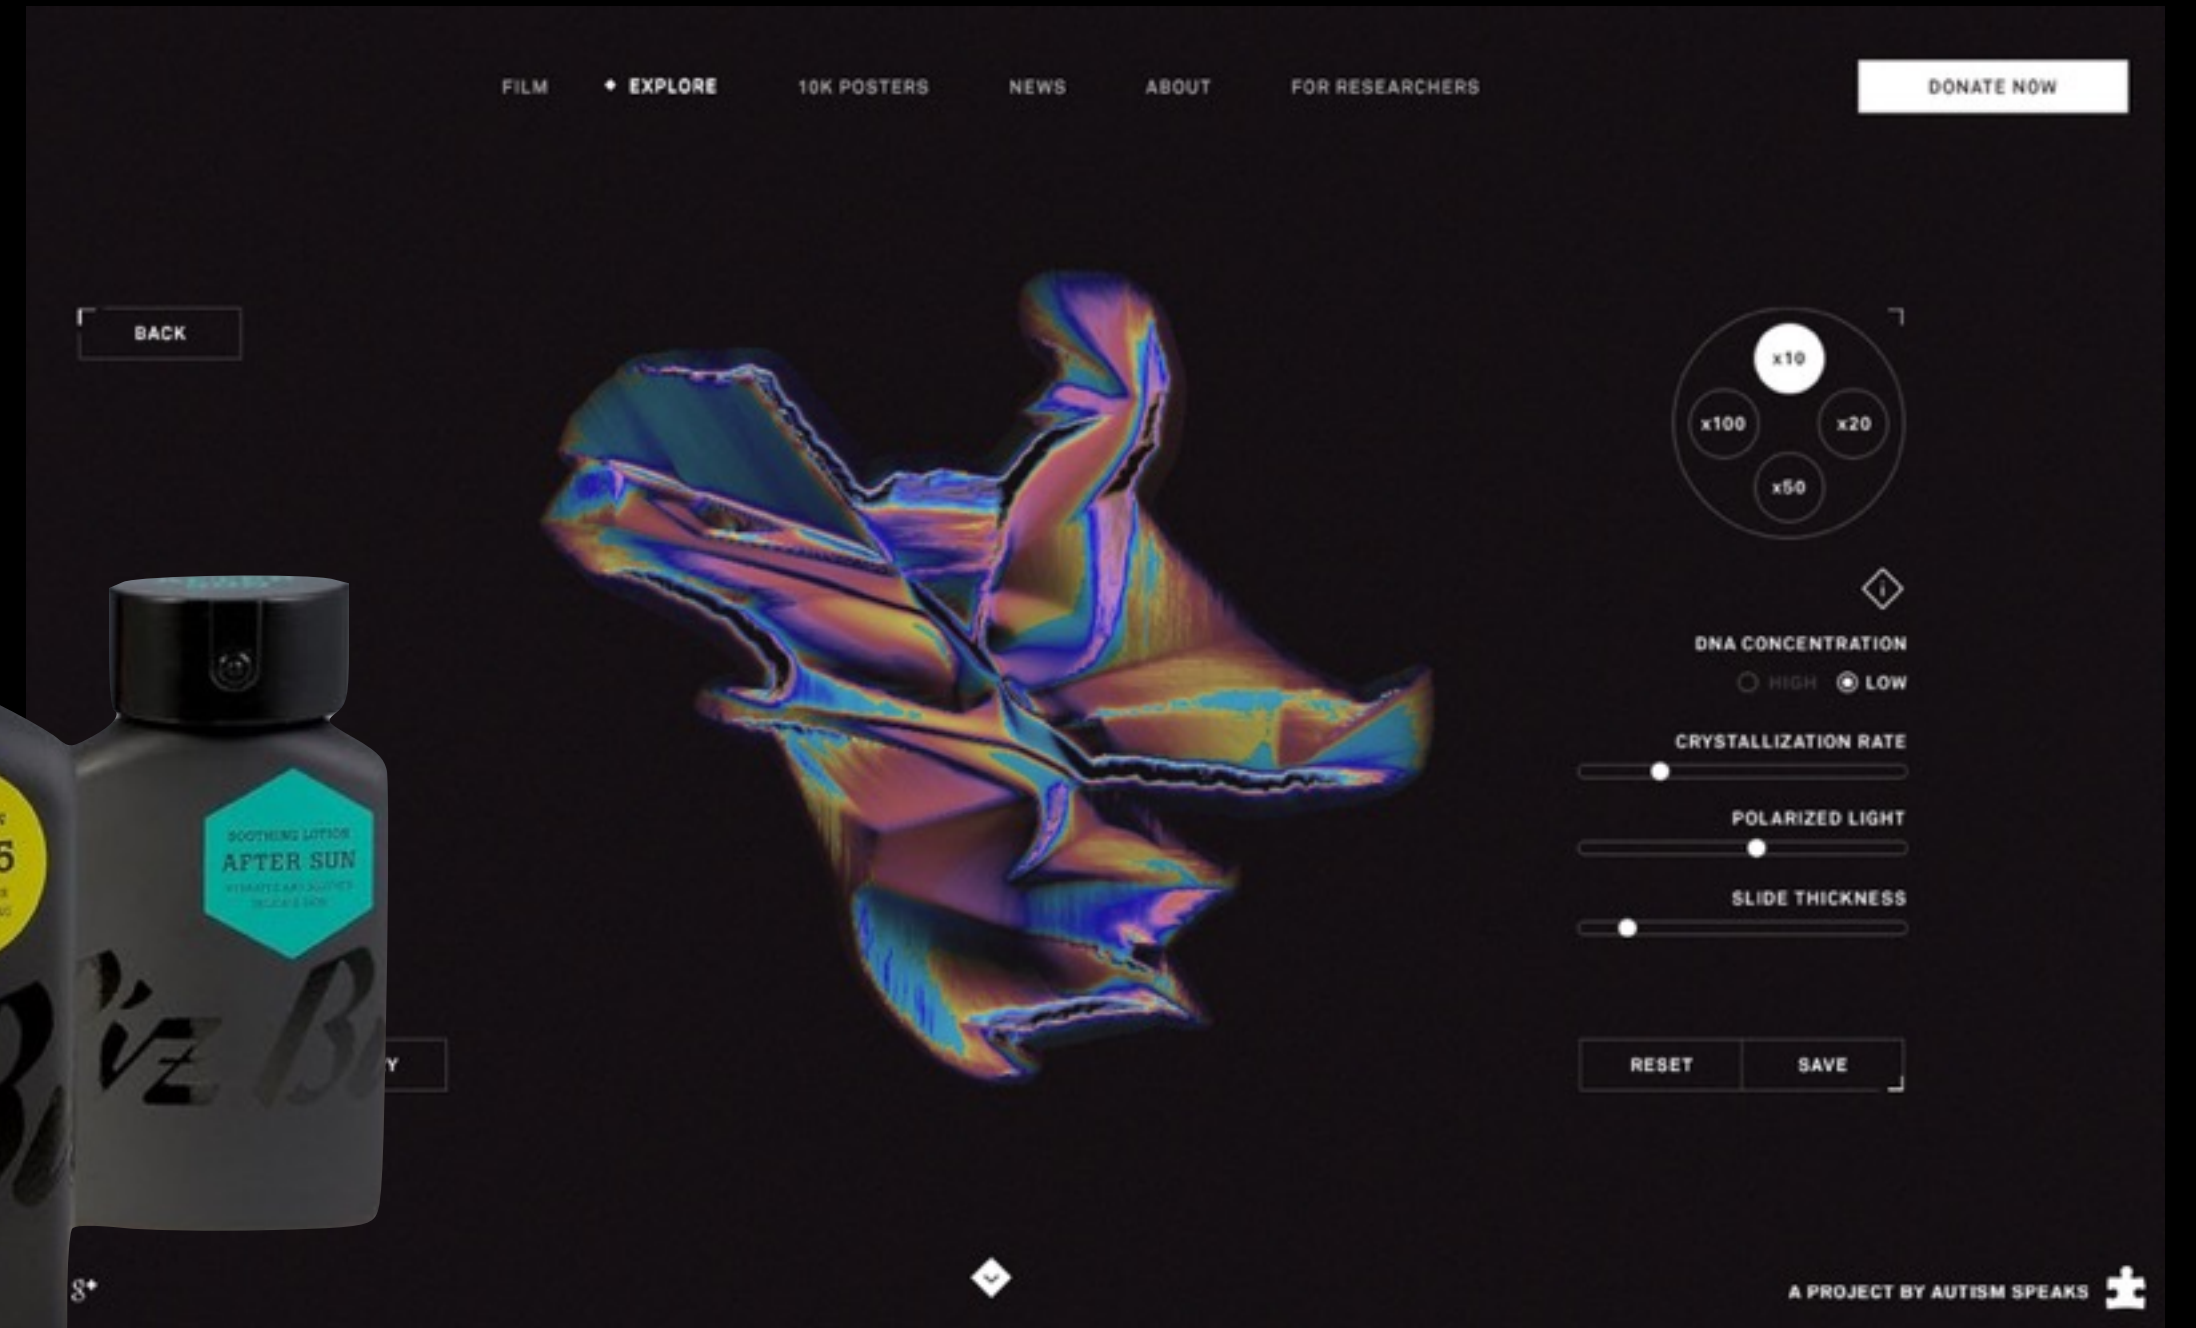 FILM
EXPLORE
10K POSTERS
NEWS
ABOUT
FOR RESEARCHERS
DONATE NOW
BACK
x10
x100
x20
x50
DNA CONCENTRATION
HIGH
LOW
CRYSTALLIZATION RATE
POLARIZED LIGHT
SLIDE THICKNESS
RESET
SAVE
SOOTHING LOTION
AFTER SUN
Y
g+
A PROJECT BY AUTISM SPEAKS